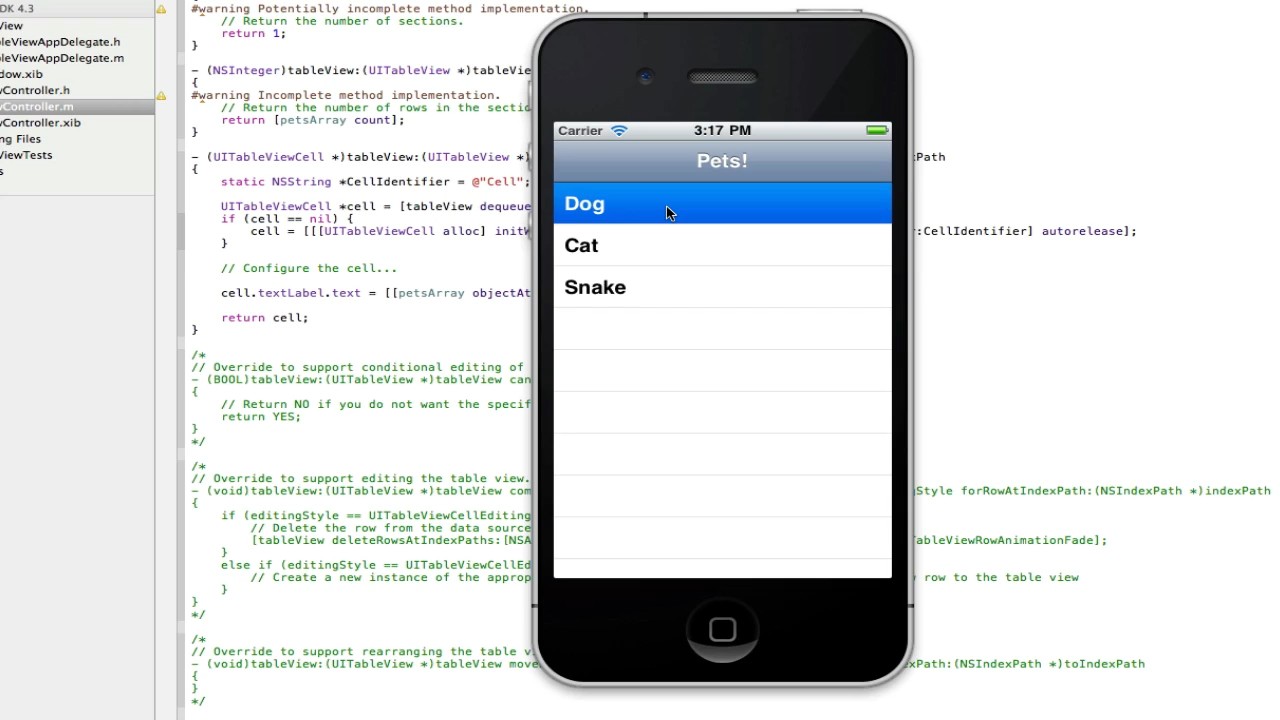 DK 4.3
View
leViewAppDelegate.h
leViewAppDelegate.m
dow.xib
vController.h
vController.m
vController.xib
ng Files
ViewTests
s
#warning Potentially incomplete method implementation.
// Return the number of sections.
return 1;
}
- (NSInteger)tableView:(UITableView *)tableVie
{
#warning Incomplete method implementation.
// Return the number of rows in the sectio
return [petsArray count];
}
- (UITableViewCell *)tableView:(UITableView *) Path
{
static NSString *CellIdentifier = @"Cell";
UITableViewCell *cell = [tableView dequeue
if (cell == nil) {
cell = [[[UITableViewCell alloc] initW :CellIdentifier] autorelease];
}
// Configure the cell...
cell.textLabel.text = [[petsArray objectAt
return cell;
}
/*
// Override to support conditional editing of
- (BOOL)tableView:(UITableView *)tableView can
{
// Return NO if you do not want the specif
return YES;
}
*/
/*
// Override to support editing the table view.
- (void)tableView:(UITableView *)tableView com Style forRowAtIndexPath:(NSIndexPath *)indexPath
{
if (editingStyle == UITableViewCellEditing
// Delete the row from the data source
[tableView deleteRowsAtIndexPaths:[NSA TableViewRowAnimationFade];
}
else if (editingStyle == UITableViewCellEd
// Create a new instance of the approp row to the table view
}
}
*/
/*
// Override to support rearranging the table v
- (void)tableView:(UITableView *)tableView move xPath:(NSIndexPath *)toIndexPath
{
}
*/
Carrier 3:17 PM
Pets!
Dog
Cat
Snake